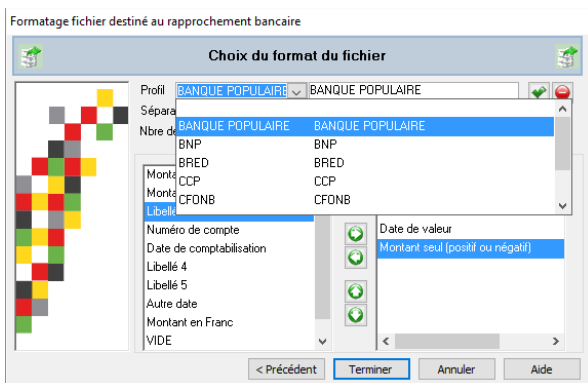 Formatage fichier destiné au rapprochement bancaire
Choix du format du fichier
Profil BANQUE POPULAIRE BANQUE POPULAIRE
Sépara
Nbre de
BANQUE POPULAIRE BANQUE POPULAIRE
BNP BNP
BRED BRED
CCP CCP
CFONB CFONB
Monta
Monta
Libellé
Numéro de compte
Date de comptabilisation
Libellé 4
Libellé 5
Autre date
Montant en Franc
VIDE
Date de valeur
Montant seul (positif ou négatif)
< Précédent Terminer Annuler Aide